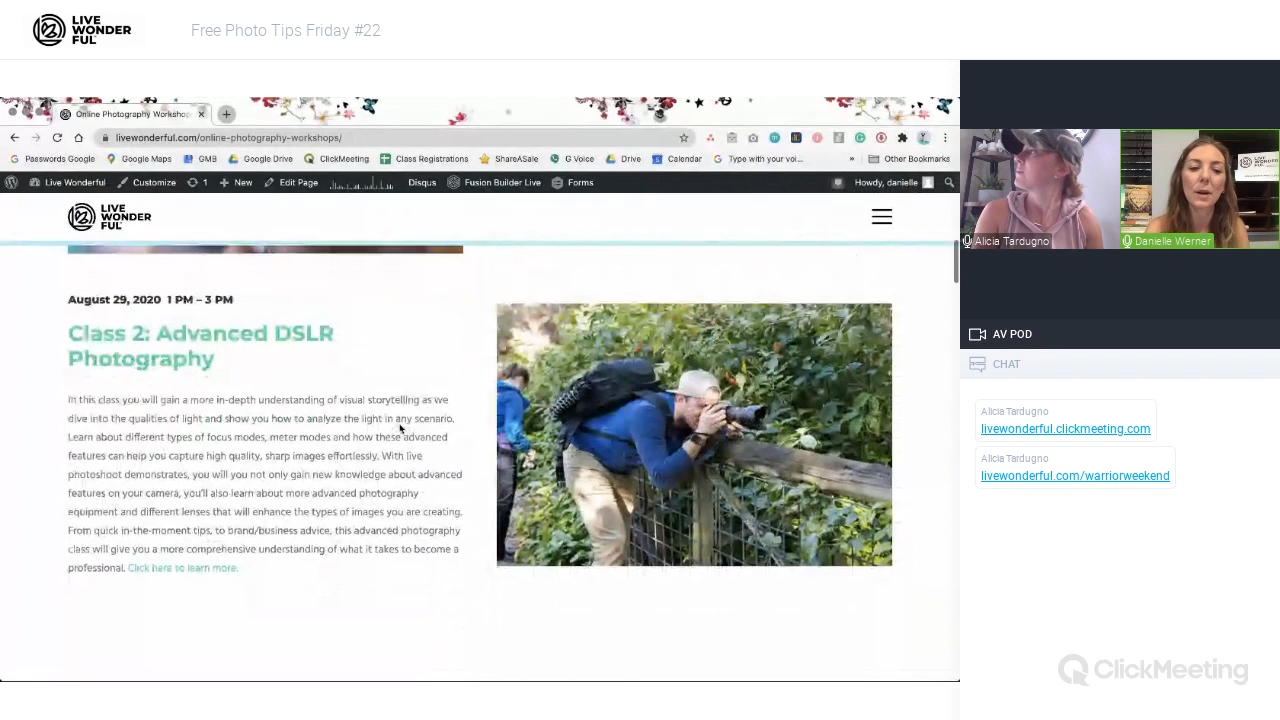 LIVE
WONDER
FUL
Free Photo Tips Friday #22
Online Photography Workshop
livewonderful.com/online-photography-workshops/
Passwords Google
Google Maps
GMB
Google Drive
ClickMeeting
Class Registrations
ShareASale
G Voice
Drive
Calendar
Type with your voi...
»
Other Bookmarks
Live Wonderful
Customize
1
New
Edit Page
Disqus
Fusion Builder Live
Forms
Howdy, danielle
LIVE
WONDER
FUL
August 29, 2020 1 PM – 3 PM
Class 2: Advanced DSLR
Photography
In this class you will gain a more in-depth understanding of visual storytelling as we
dive into the qualities of light and show you how to analyze the light in any scenario.
Learn about different types of focus modes, meter modes and how these advanced
features can help you capture high quality, sharp images effortlessly. With live
photoshoot demonstrates, you will you not only gain new knowledge about advanced
features on your camera, you'll also learn about more advanced photography
equipment and different lenses that will enhance the types of images you are creating.
From quick in-the-moment tips, to brand/business advice, this advanced photography
class will give you a more comprehensive understanding of what it takes to become a
professional. Click here to learn more.
Alicia Tardugno
Danielle Werner
AV POD
CHAT
Alicia Tardugno
livewonderful.clickmeeting.com
Alicia Tardugno
livewonderful.com/warriorweekend
ClickMeeting